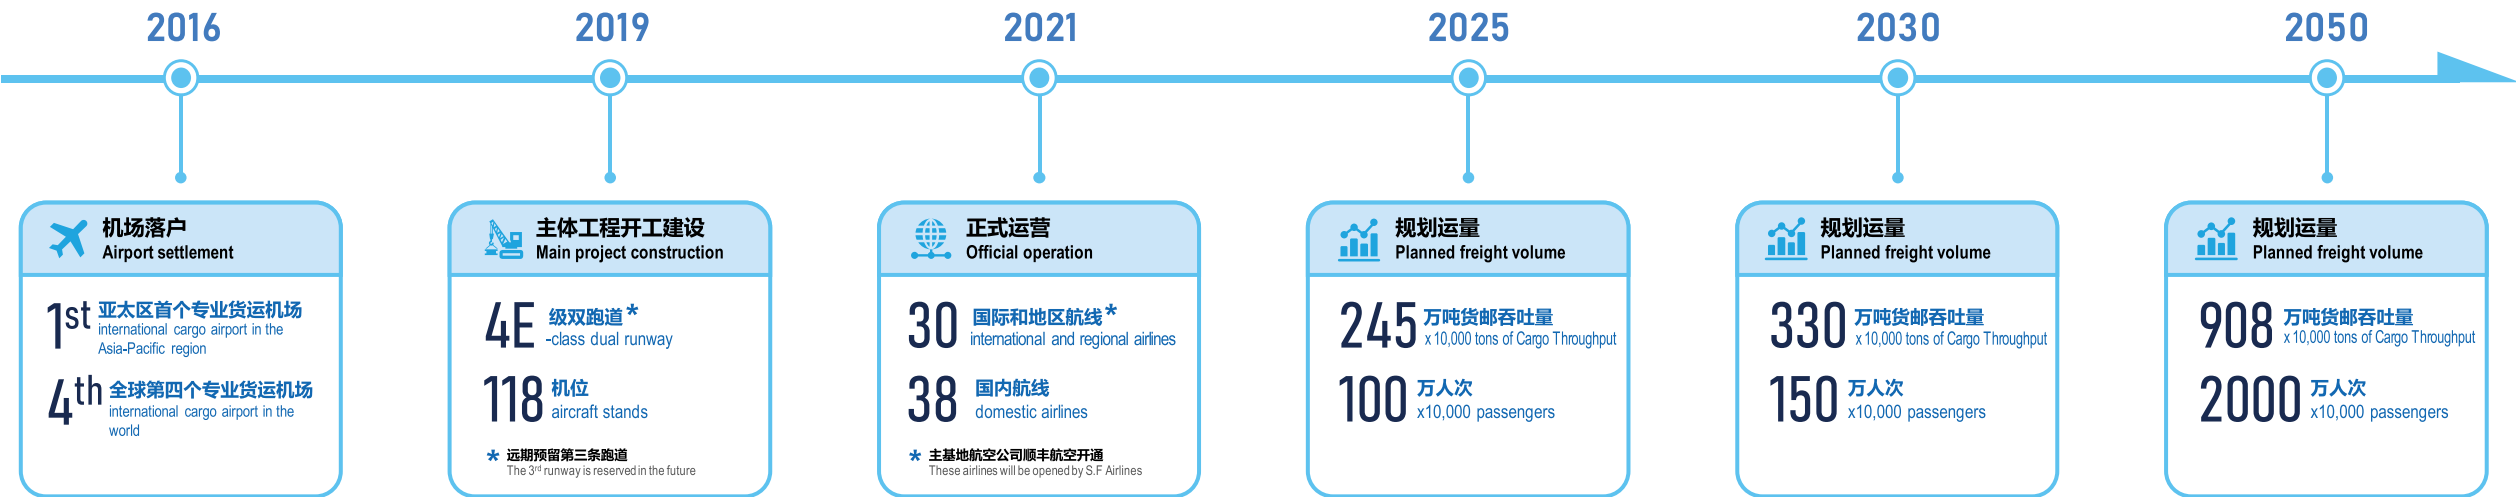 2016
2019
2021
2025
2030
2050
机场落户
Airport settlement
1st 亚太区首个专业货运机场
international cargo airport in the
Asia-Pacific region
4th 全球第四个专业货运机场
international cargo airport in the
world
主体工程开工建设
Main project construction
4E 级双跑道*
-class dual runway
118 机位
aircraft stands
* 远期预留第三条跑道
The 3rd runway is reserved in the future
正式运营
Official operation
30 国际和地区航线*
international and regional airlines
38 国内航线
domestic airlines
* 主基地航空公司顺丰航空开通
These airlines will be opened by S.F Airlines
规划运量
Planned freight volume
245 万吨货邮吞吐量
x 10,000 tons of Cargo Throughput
100 万人次
x10,000 passengers
规划运量
Planned freight volume
330 万吨货邮吞吐量
x 10,000 tons of Cargo Throughput
150 万人次
x10,000 passengers
规划运量
Planned freight volume
908 万吨货邮吞吐量
x 10,000 tons of Cargo Throughput
2000 万人次
x10,000 passengers